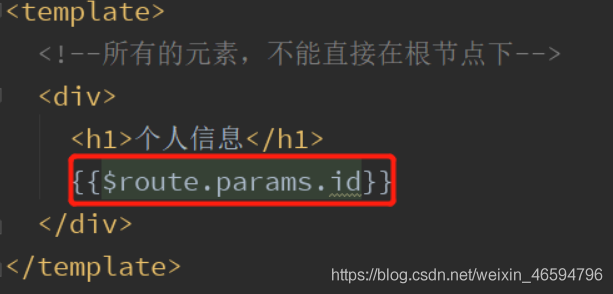 <template>
<!--所有的元素，不能直接在根节点下-->
<div>
<h1>个人信息</h1>
{{$route.params.id}}
</div>
</template>
https://blog.csdn.net/weixin_46594796